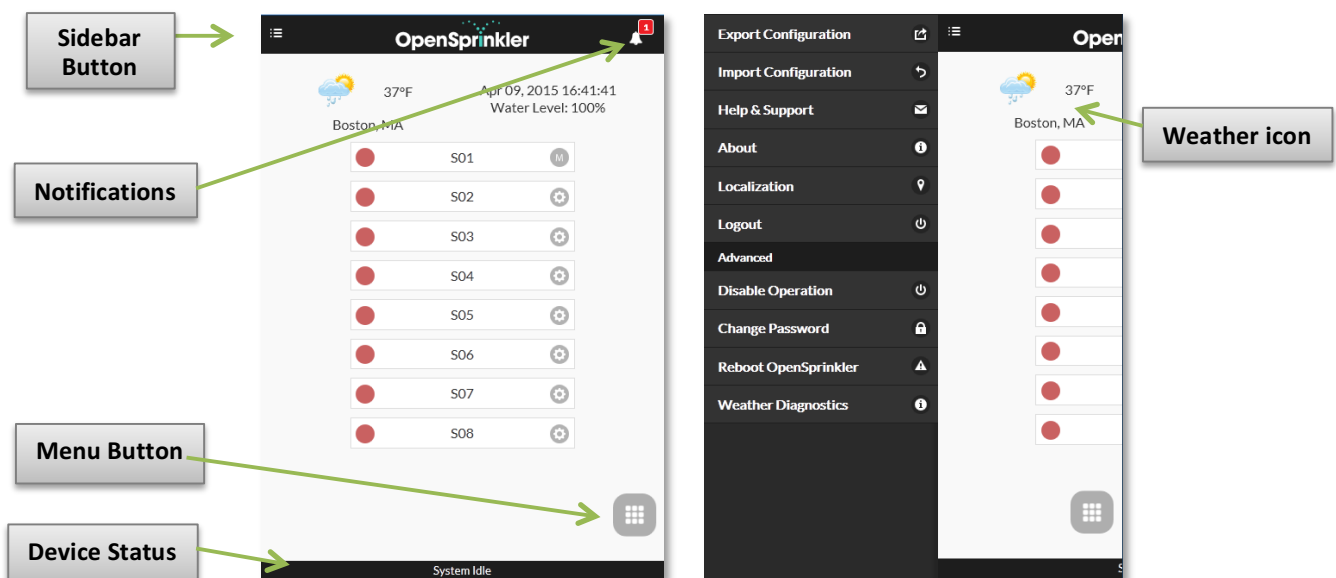 Sidebar
Button
Notifications
Menu Button
Device Status
OpenSprinkler
1
37°F
Apr 09, 2015 16:41:41
Water Level: 100%
Boston, MA
S01
M
S02
S03
S04
S05
S06
S07
S08
System Idle
Export Configuration
Import Configuration
Help & Support
About
Localization
Logout
Advanced
Disable Operation
Change Password
Reboot OpenSprinkler
Weather Diagnostics
Open
37°F
Boston, MA
S
Weather icon